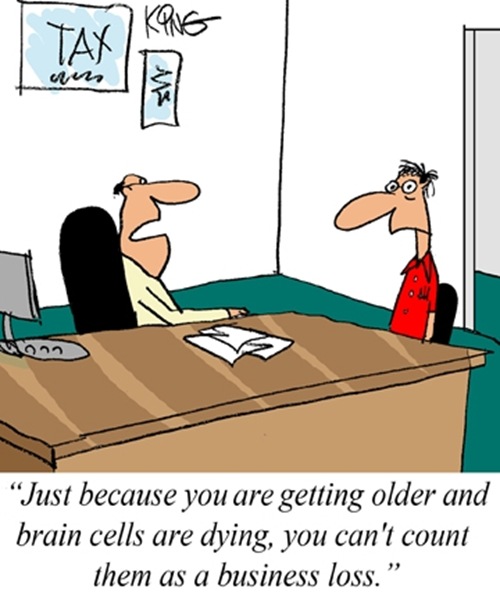 TAX
KING
“Just because you are getting older and
brain cells are dying, you can't count
them as a business loss.”